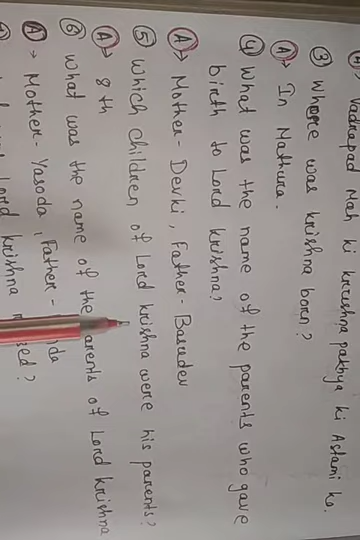 (A)→ Vadrapad Mah ki krishna pakhya ki Astami ko.
③ Where was krishna born?
(A)→ In Mathura.
④ What was the name of the parents who gave
birth to Lord krishna?
(A)→ Mother- Devki, Father- Basudev
⑤ Which children of Lord krishna were his parents?
(A)→ 8th
⑥ What was the name of the parents of Lord krishna
(A)→ Mother- Yasoda, Father-
Lord krishna